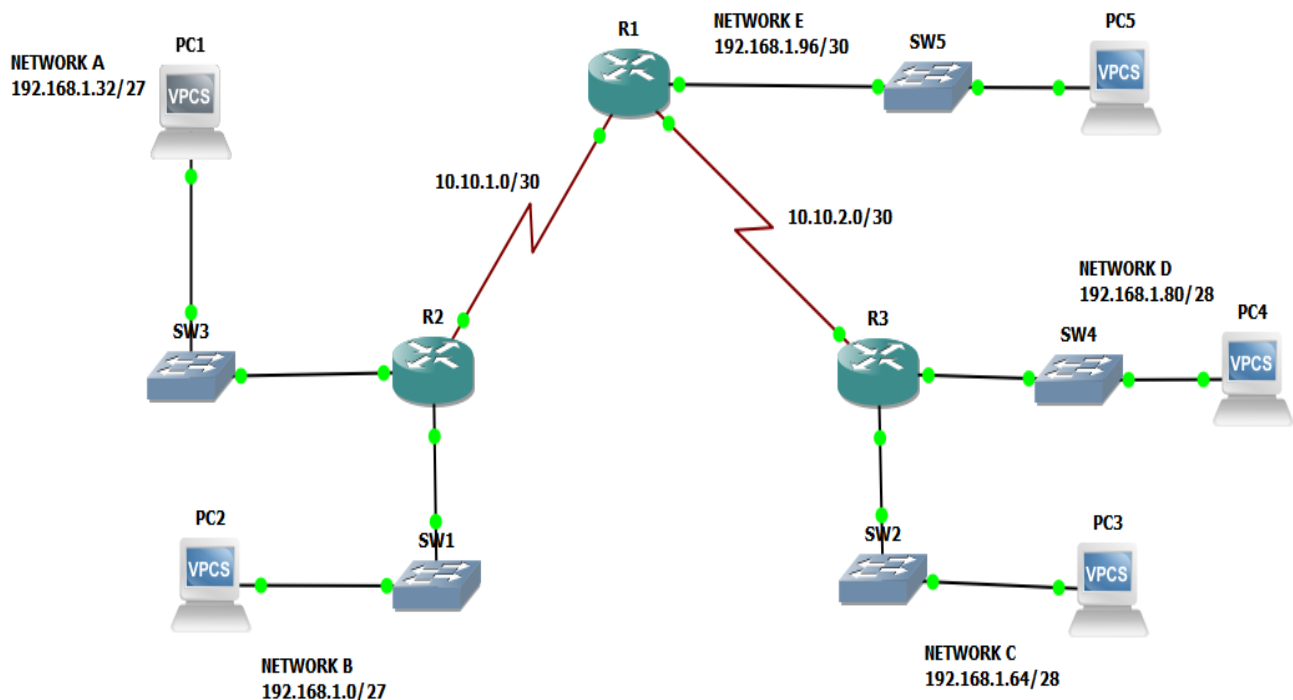 NETWORK A
192.168.1.32/27
PC1
VPCS
R1
NETWORK E
192.168.1.96/30
SW5
PC5
VPCS
10.10.1.0/30
10.10.2.0/30
SW3
R2
R3
NETWORK D
192.168.1.80/28
SW4
PC4
VPCS
PC2
VPCS
SW1
NETWORK B
192.168.1.0/27
SW2
PC3
VPCS
NETWORK C
192.168.1.64/28